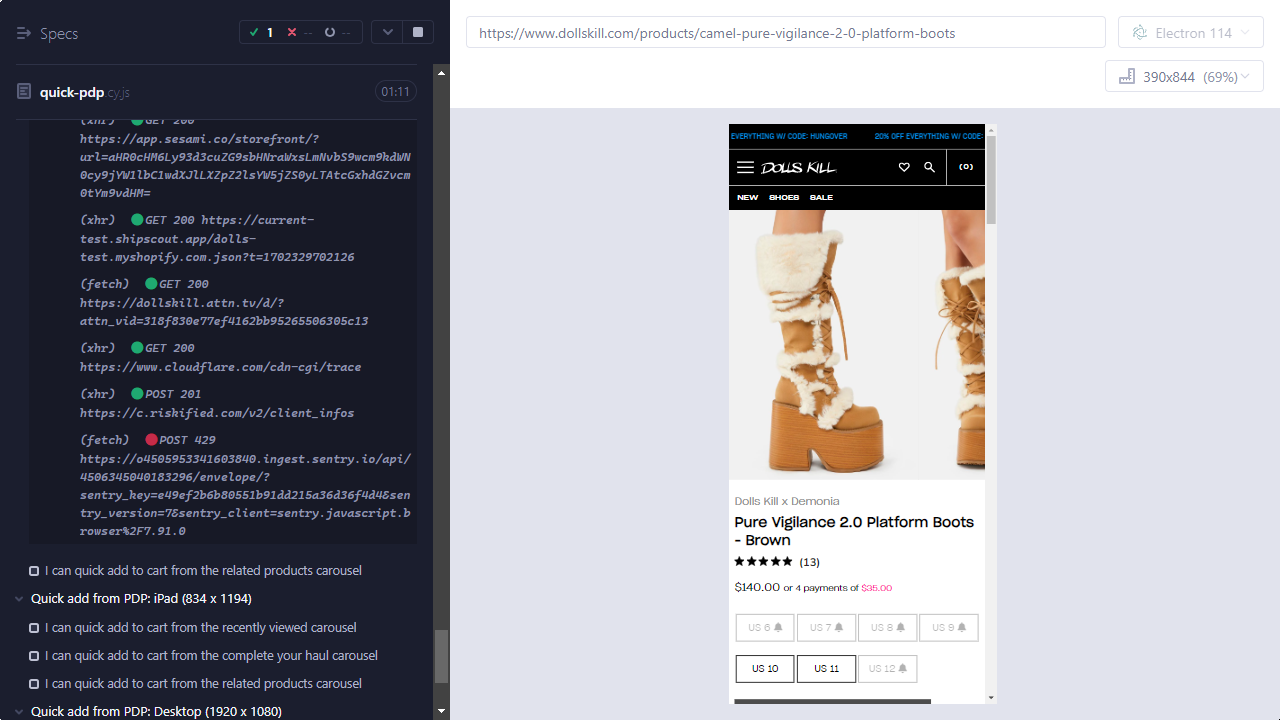 Specs
1
--
--
quick-pdp.cy.js
01:11
(xhr) GET 200
https://app.sesami.co/storefront/?
url=aHR0cHM6Ly93d3cuZG9sbHNraWxsLmNvbS9wcm9kdWN
0cy9jYW1lbC1wdXJlLXZpZ2lsYW5jZS0yLTAtcGxhdGZvcm
0tYm9vdHM=
(xhr) GET 200 https://current-
test.shipscout.app/dolls-
test.myshopify.com.json?t=1702329702126
(fetch) GET 200
https://dollskill.attn.tv/d/?
attn_vid=318f830e77ef4162bb95265506305c13
(xhr) GET 200
https://www.cloudflare.com/cdn-cgi/trace
(xhr) POST 201
https://c.riskified.com/v2/client_infos
(fetch) POST 429
https://o4505953341603840.ingest.sentry.io/api/
4506345040183296/envelope/?
sentry_key=e49ef2b6b80551b91dd215a36d36f4d4&sen
try_version=7&sentry_client=sentry.javascript.b
rowser%2F7.91.0
I can quick add to cart from the related products carousel
Quick add from PDP: iPad (834 x 1194)
I can quick add to cart from the recently viewed carousel
I can quick add to cart from the complete your haul carousel
I can quick add to cart from the related products carousel
Quick add from PDP: Desktop (1920 x 1080)
https://www.dollskill.com/products/camel-pure-vigilance-2-0-platform-boots
Electron 114
390x844 (69%)
EVERYTHING W/ CODE: HUNGOVER 20% OFF EVERYTHING W/ CODE:
DOLLS KILL
(0)
NEW SHOES SALE
Dolls Kill x Demonia
Pure Vigilance 2.0 Platform Boots
- Brown
(13)
$140.00 or 4 payments of $35.00
US 6 US 7 US 8 US 9
US 10 US 11 US 12